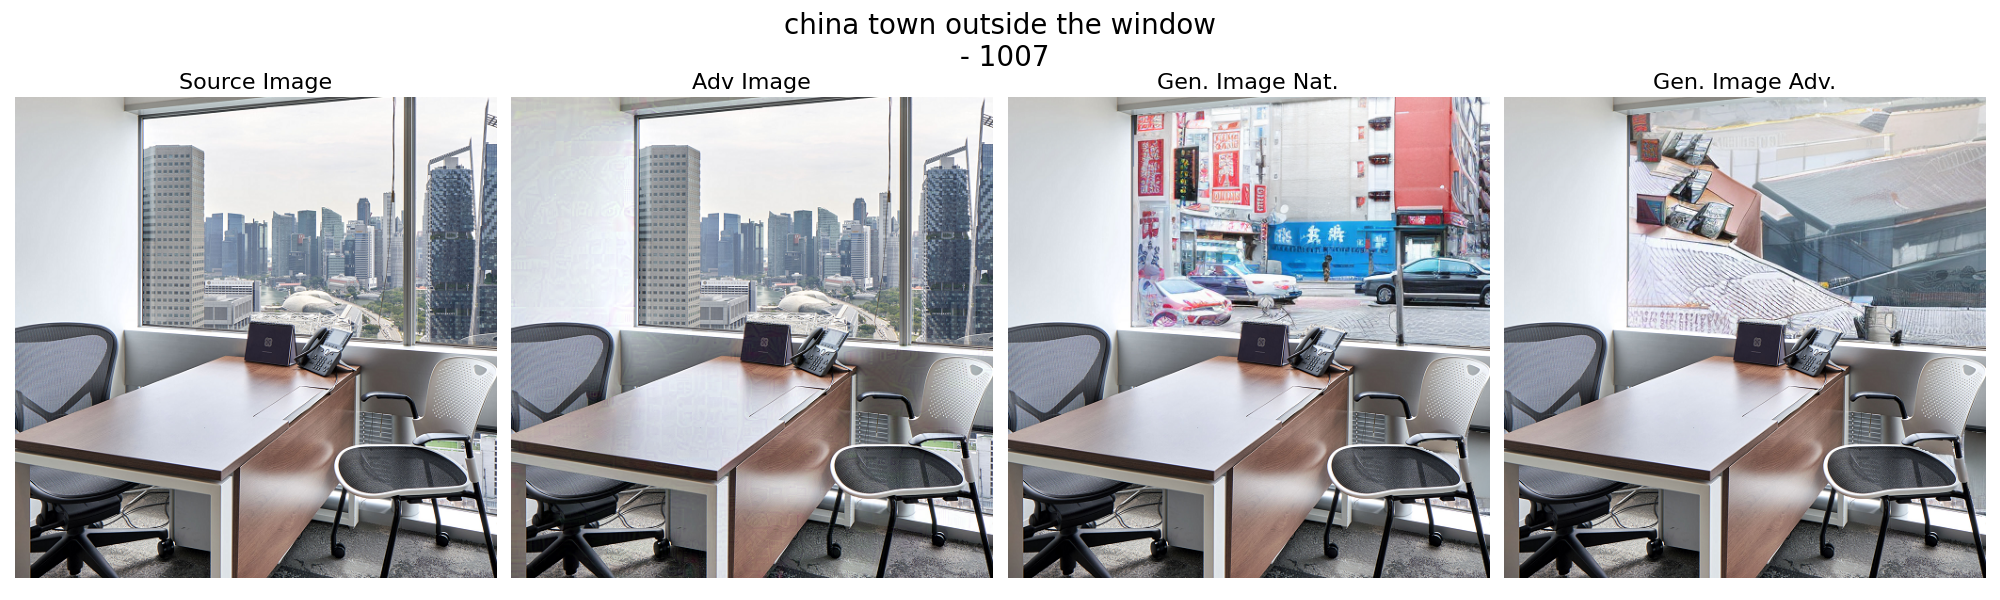 china town outside the window
- 1007
Source Image
Adv Image
Gen. Image Nat.
Gen. Image Adv.